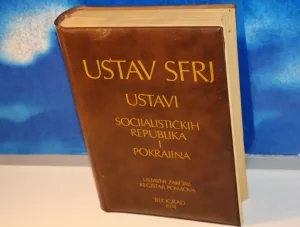 USTAV SFRJ
USTAVI
SOCIJALISTIČKIH
REPUBLIKA
I
POKRAJINA
USTAVNI ZAKONI
REGISTAR POJMOVA
BEOGRAD